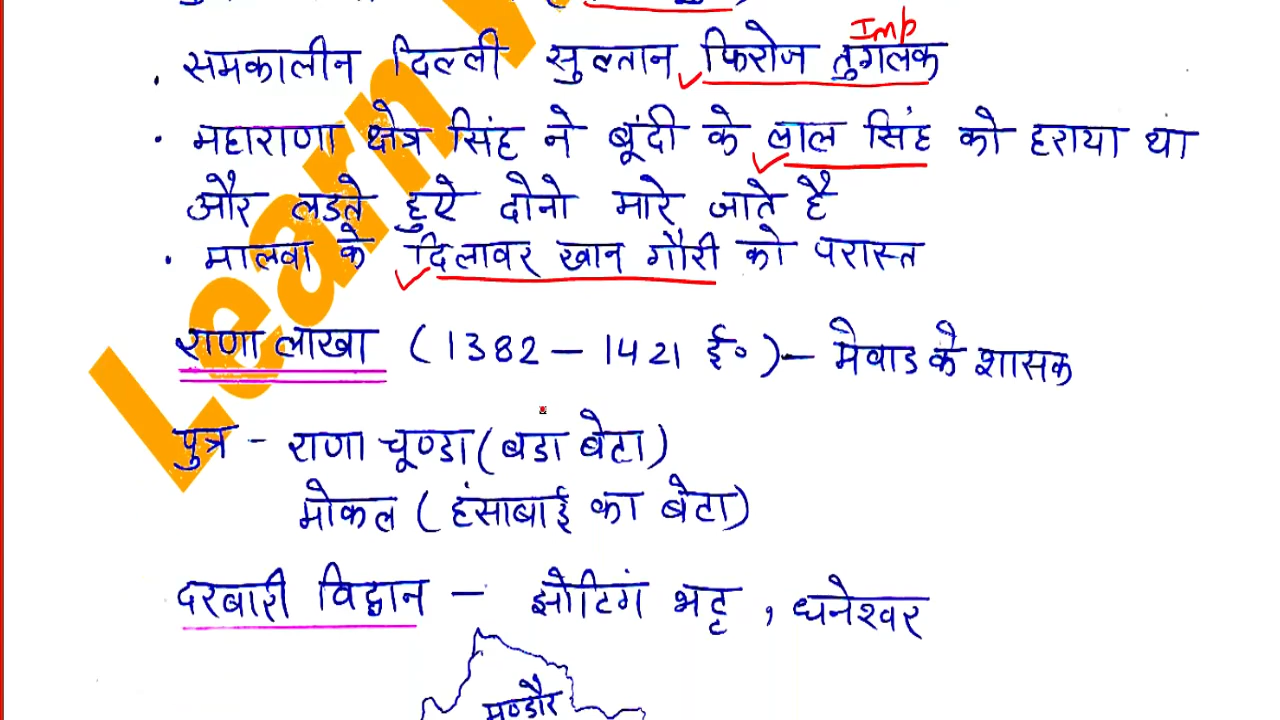 Imp
. समकालीन दिल्ली सुल्तान फिरोज तुगलक
. महाराणा क्षेत्र सिंह ने बूंदी के लाल सिंह को हराया था
और लडते हुऐ दोनो मारे जाते है
. मालवा के दिलावर खान गौरी को परास्त
राणा लाखा (1382 – 1421 ई०) – मेवाड के शासक
पुत्र - राणा चूण्डा (बडा बेटा)
मोकल (हंसाबाई का बेटा)
दरबारी विद्वान – झोटिगं भट्ट , धनेश्वर
मण्डौर
Learn